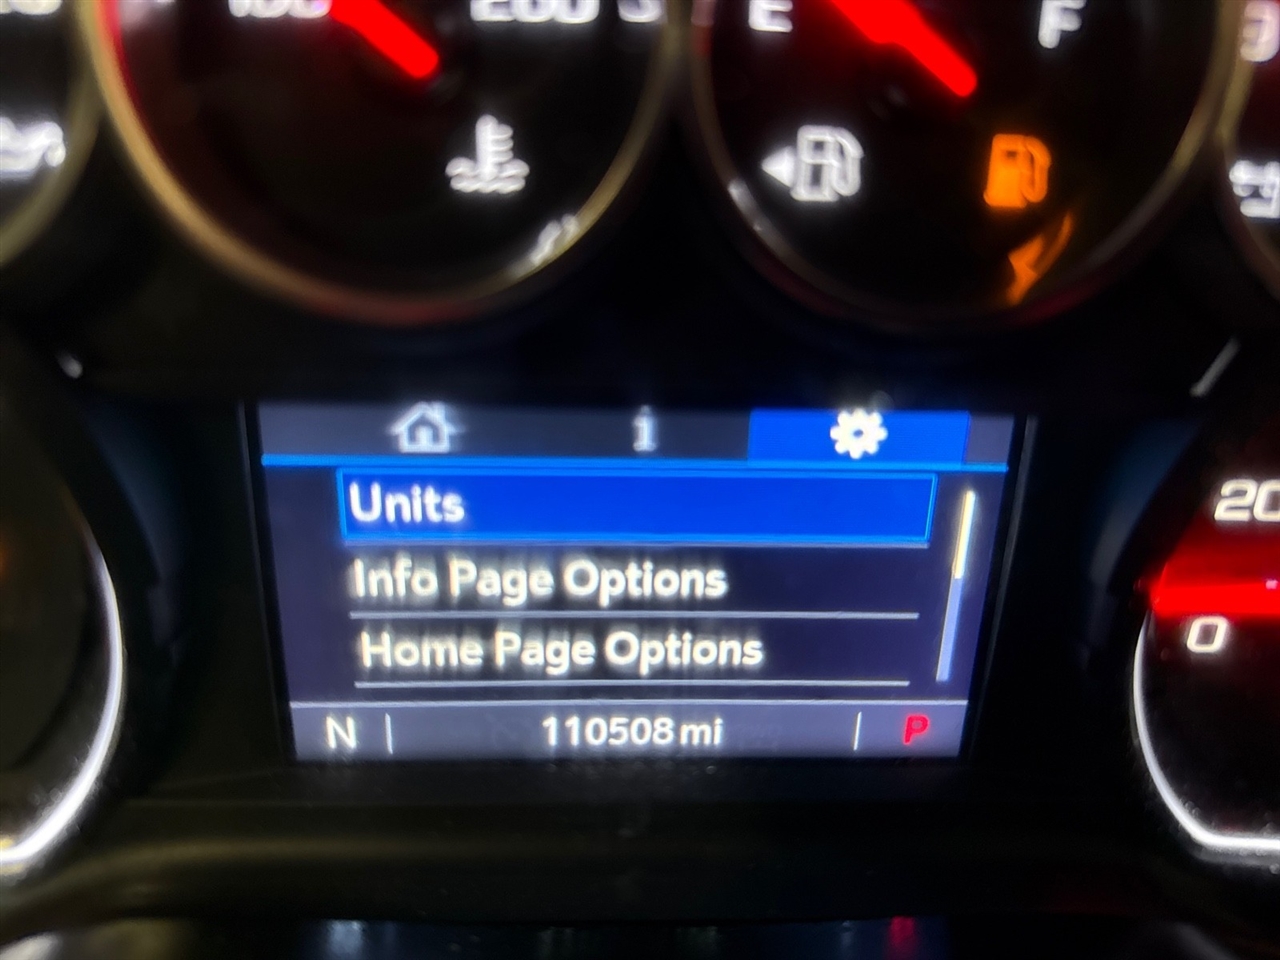 E F
i
Units
Info Page Options
Home Page Options
N 110508 mi P
0